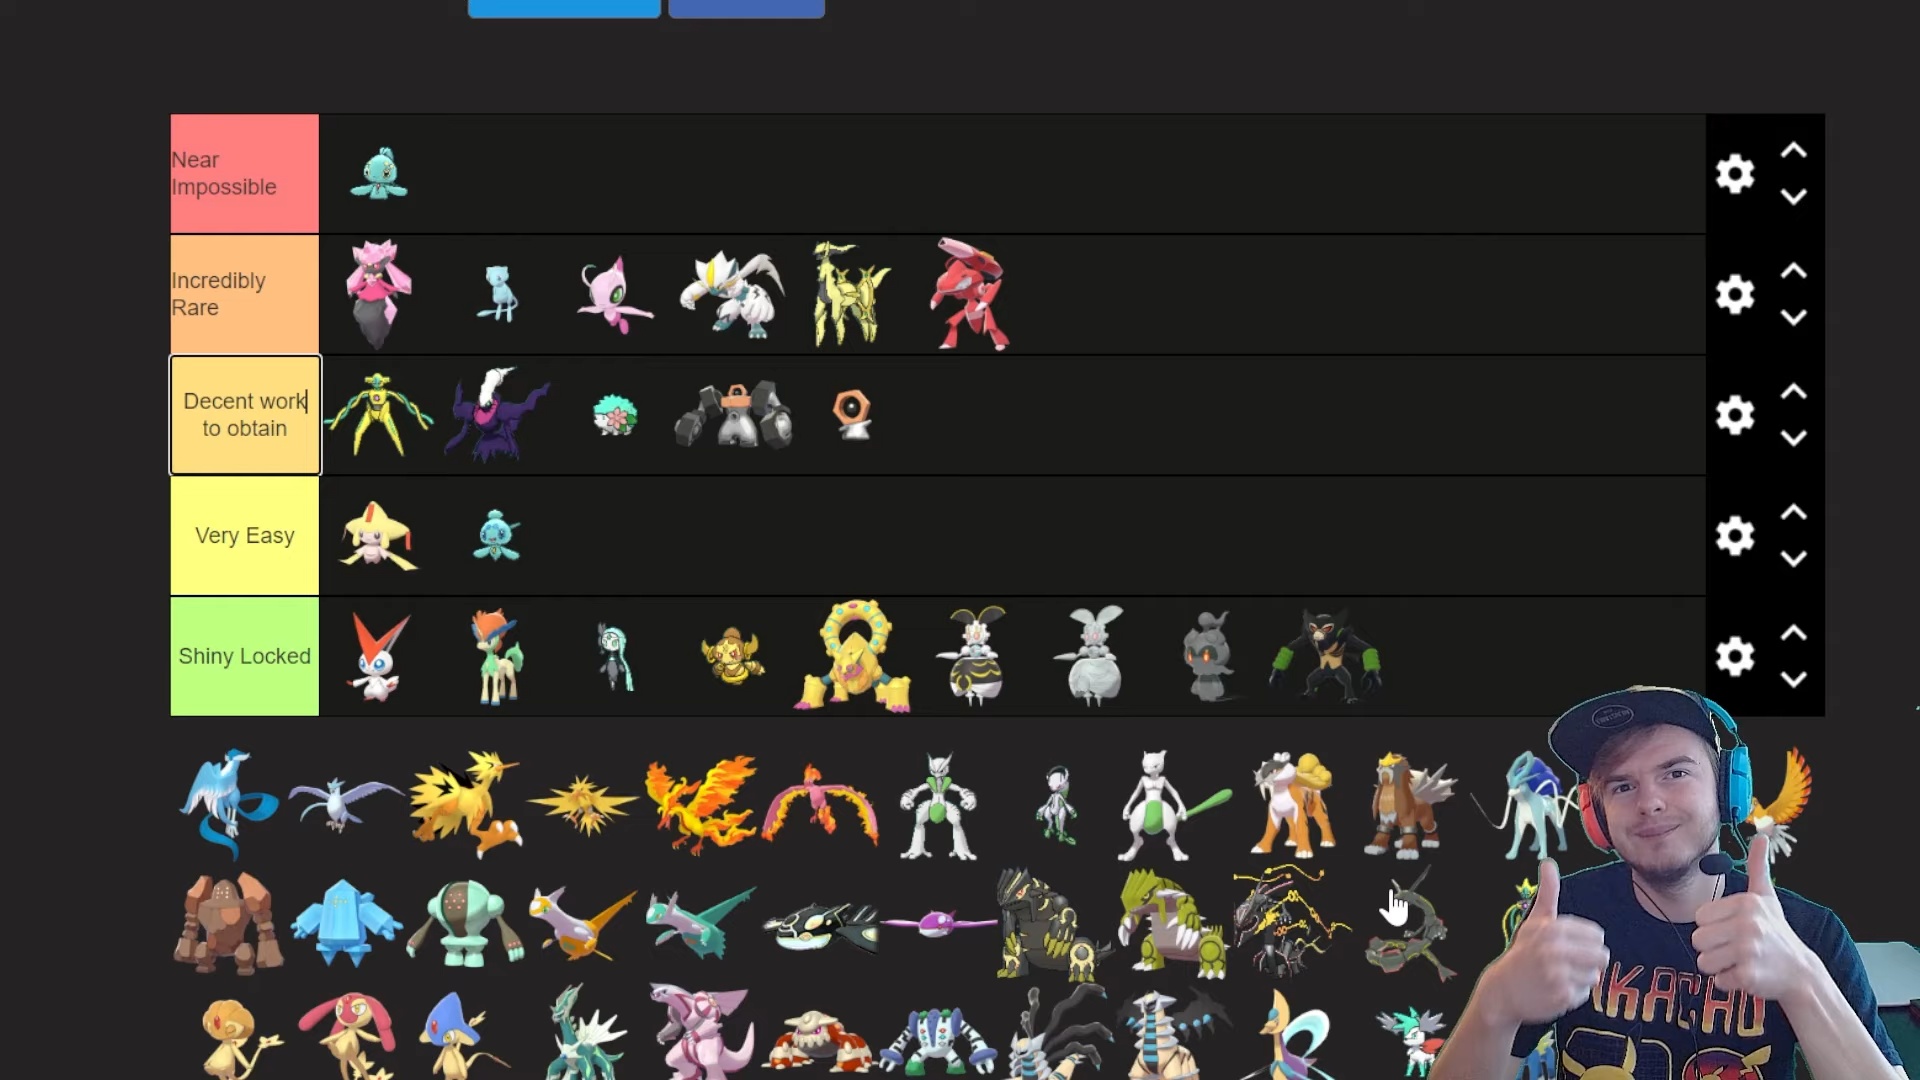 Near
Impossible
Incredibly
Rare
Decent work
to obtain
Very Easy
Shiny Locked